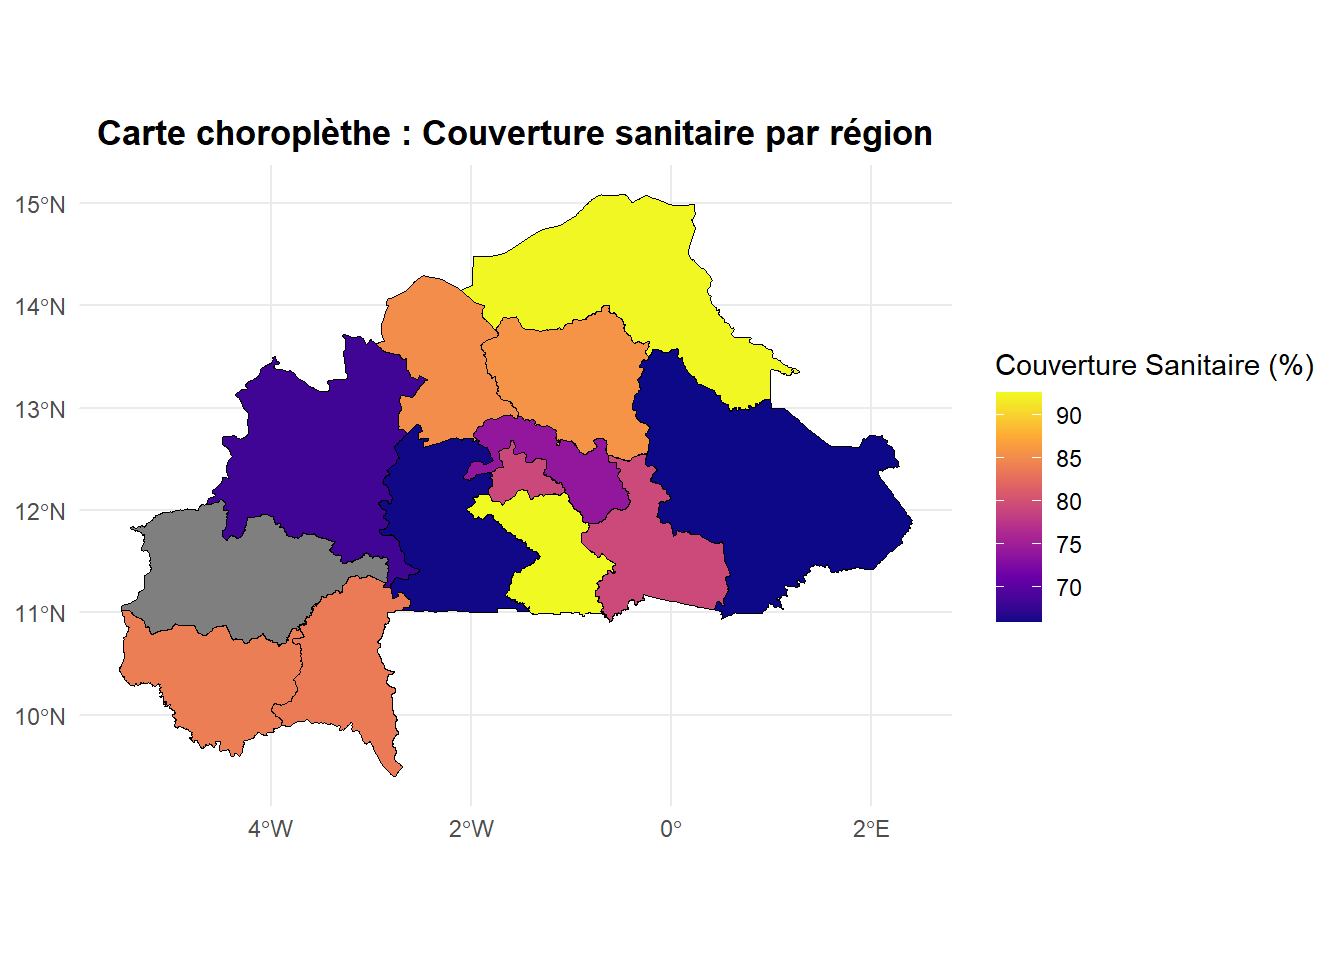 Carte choroplèthe : Couverture sanitaire par région
15°N
14°N
13°N
12°N
11°N
10°N
4°W
2°W
0°
2°E
Couverture Sanitaire (%)
90
85
80
75
70